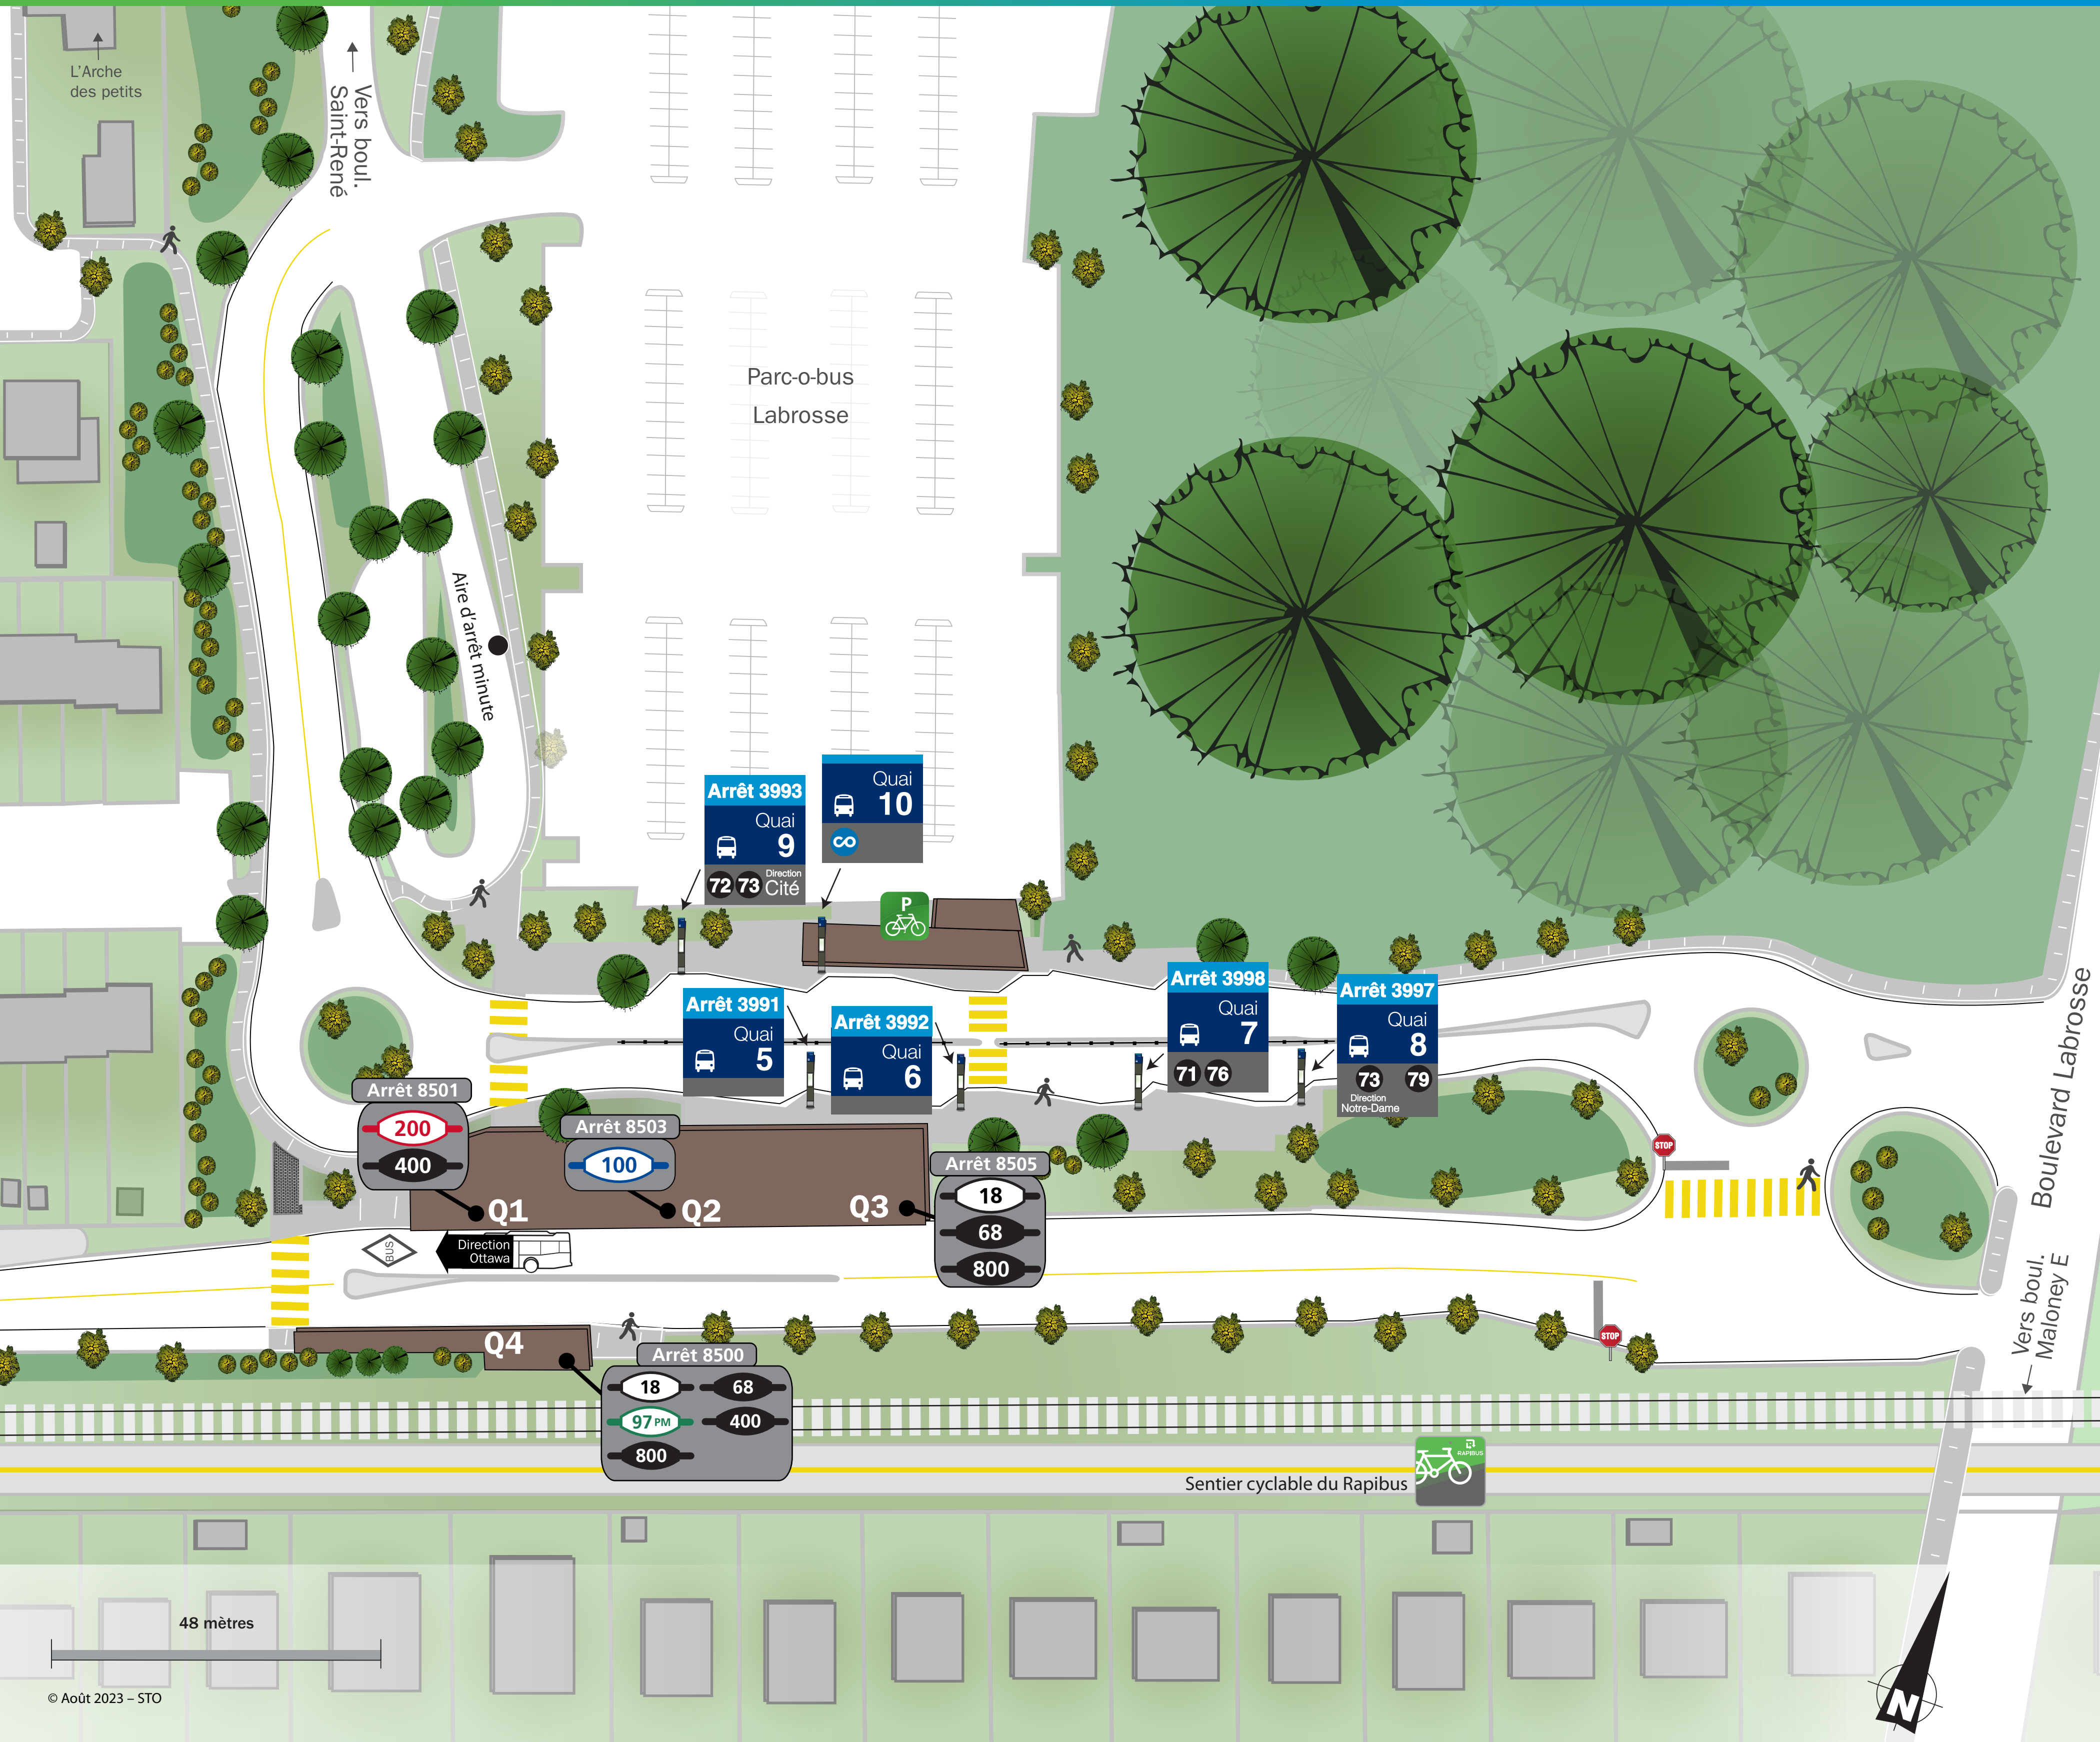 L'Arche
des petits
Vers boul.
Saint-René
Parc-o-bus
Labrosse
Aire d'arrêt minute
Arrêt 3993
Quai
9
72 73 Direction
Cité
Quai
10
P
Arrêt 3991
Quai
5
Arrêt 3992
Quai
6
Arrêt 3998
Quai
7
71 76
Arrêt 3997
Quai
8
73 79
Direction
Notre-Dame
Boulevard Labrosse
Vers boul.
Maloney E
STOP
STOP
Arrêt 8501
200
400
Q1
Arrêt 8503
100
Q2
Arrêt 8505
18
68
800
Q3
BUS
Direction
Ottawa
Q4
Arrêt 8500
18 68
97 PM 400
800
Sentier cyclable du Rapibus
RAPIBUS
48 mètres
© Août 2023 – STO
N